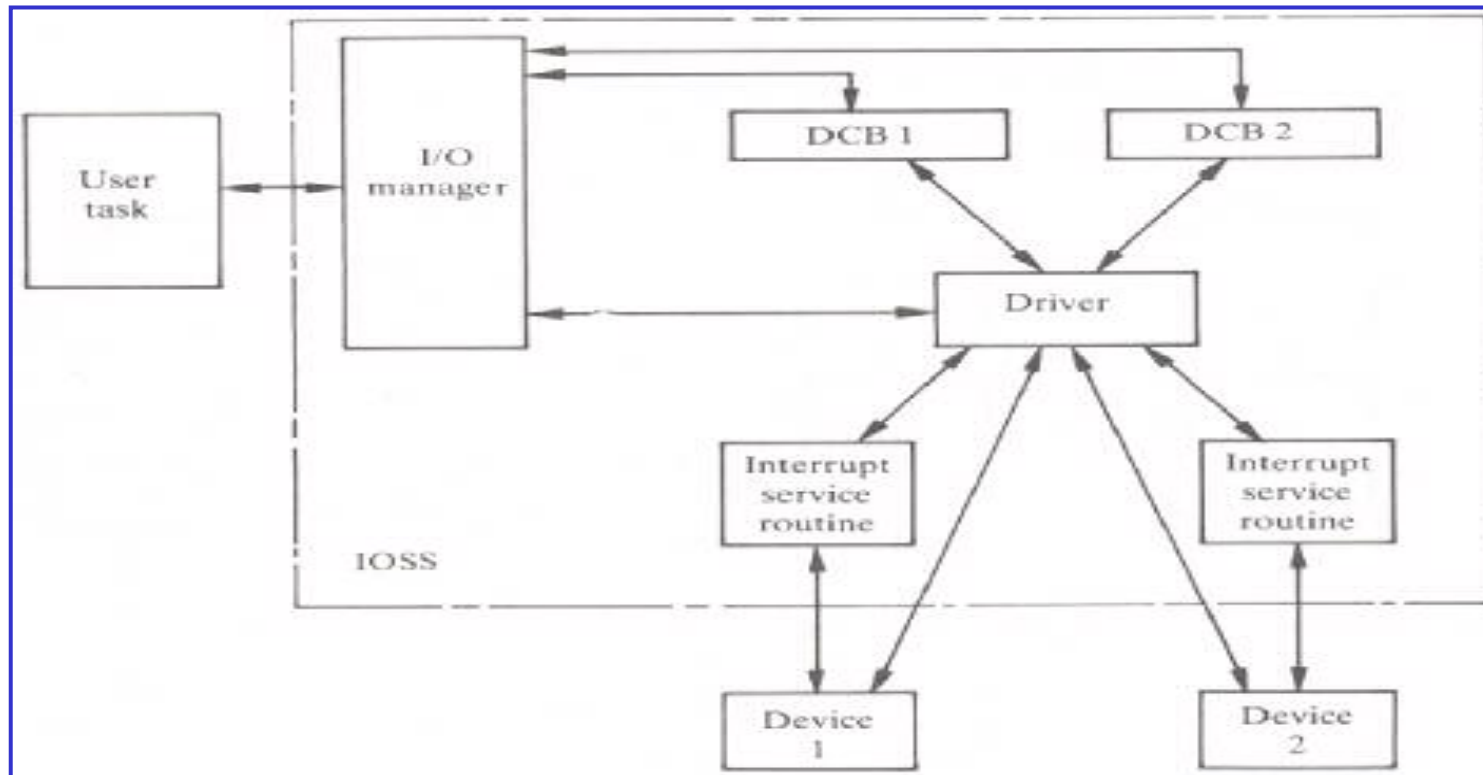 DCB 1
DCB 2
I/O
manager
User
task
Driver
Interrupt
service
routine
Interrupt
service
routine
IOSS
Device
1
Device
2